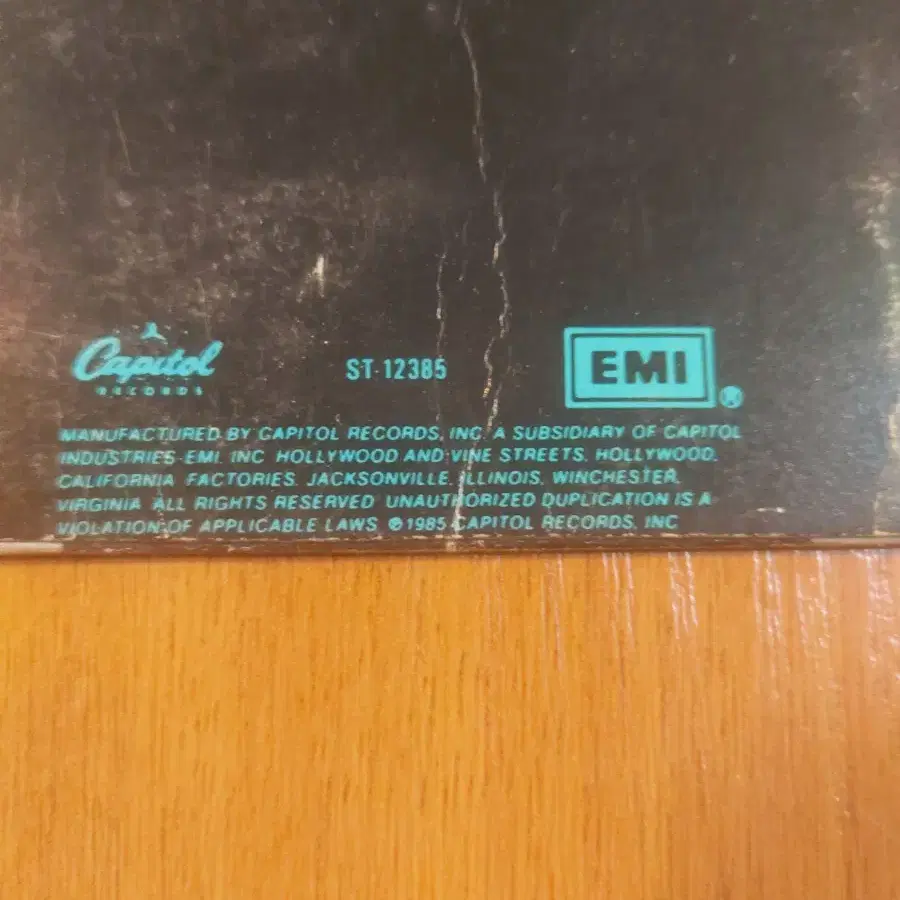 Capitol
RECORDS
ST-12385
EMI
®
MANUFACTURED BY CAPITOL RECORDS, INC. A SUBSIDIARY OF CAPITOL
INDUSTRIES-EMI, INC. HOLLYWOOD AND VINE STREETS, HOLLYWOOD,
CALIFORNIA FACTORIES. JACKSONVILLE, ILLINOIS, WINCHESTER,
VIRGINIA ALL RIGHTS RESERVED UNAUTHORIZED DUPLICATION IS A
VIOLATION OF APPLICABLE LAWS ℗1985 CAPITOL RECORDS, INC